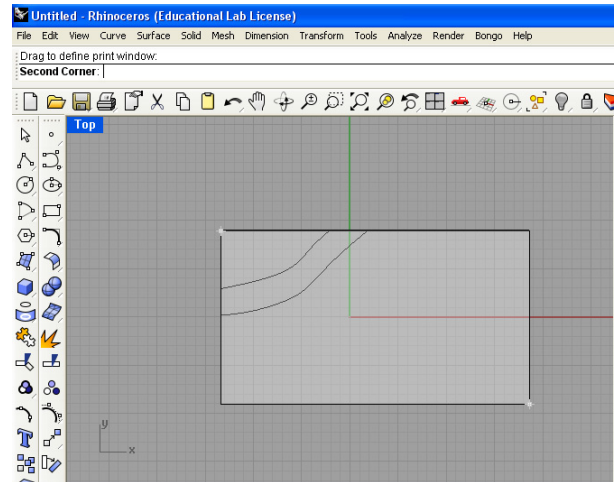 Untitled - Rhinoceros (Educational Lab License)
File Edit View Curve Surface Solid Mesh Dimension Transform Tools Analyze Render Bongo Help
Drag to define print window:
Second Corner:
Top
y
x